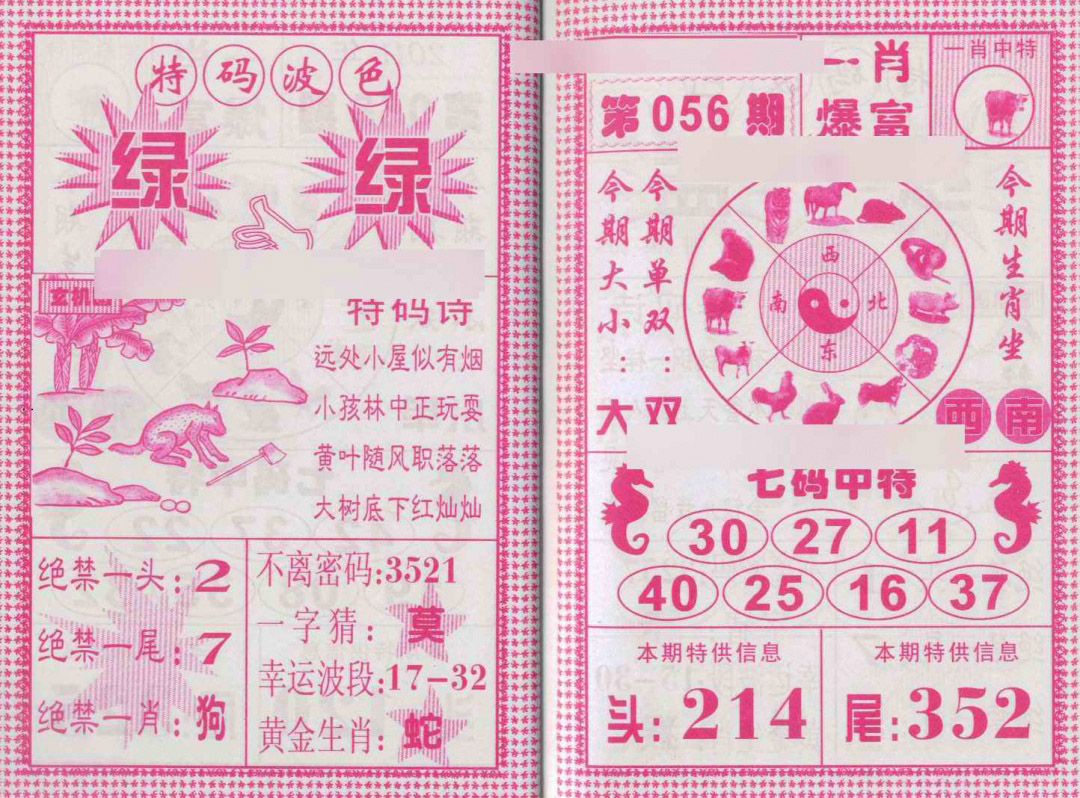 特码波色
绿 绿
玄机图
特码诗
远处小屋似有烟
小孩林中正玩耍
黄叶随风职落落
大树底下红灿灿
绝禁一头:2
绝禁一尾:7
绝禁一肖:狗
不离密码:3521
一字猜:莫
幸运波段:17-32
黄金生肖:蛇
第056期
一肖
爆富
一肖中特
今期大小:大
今期单双:双
西
南
北
东
今期生肖坐
西南
七码中特
30 27 11
40 25 16 37
本期特供信息
头:214
本期特供信息
尾:352